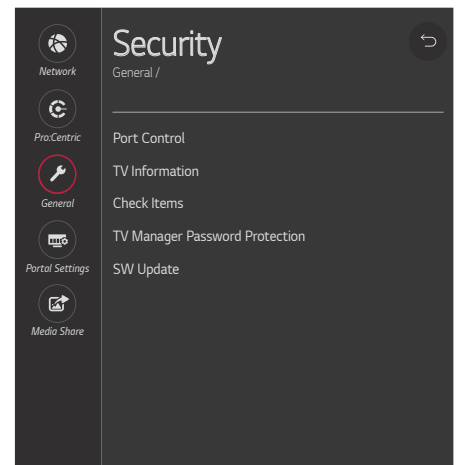 Security
General /
Network
Pro:Centric
General
Portal Settings
Media Share
Port Control
TV Information
Check Items
TV Manager Password Protection
SW Update